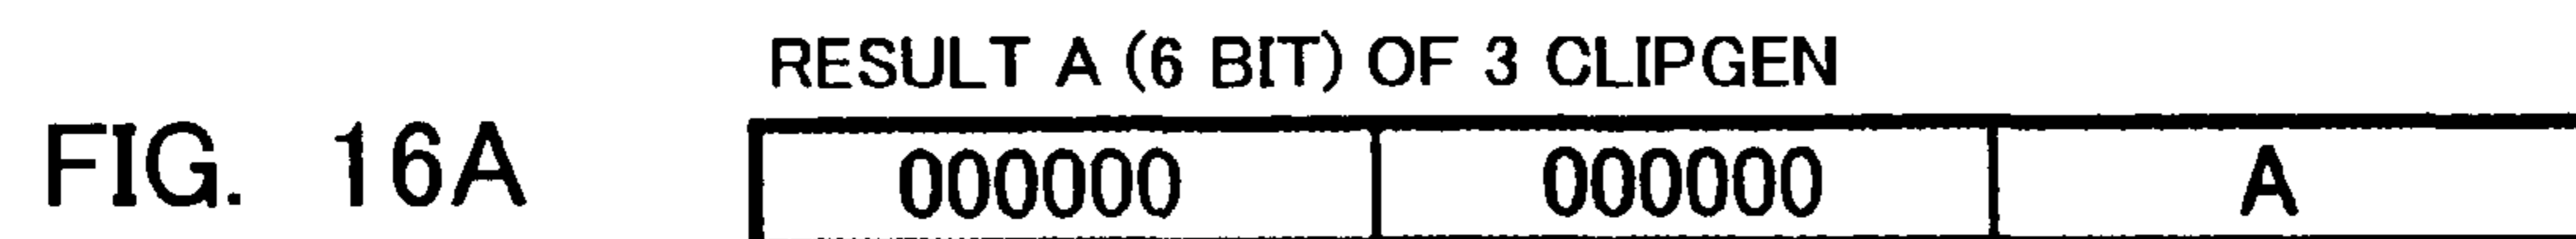 RESULT A (6 BIT) OF 3 CLIPGEN
FIG. 16A
000000 000000 A